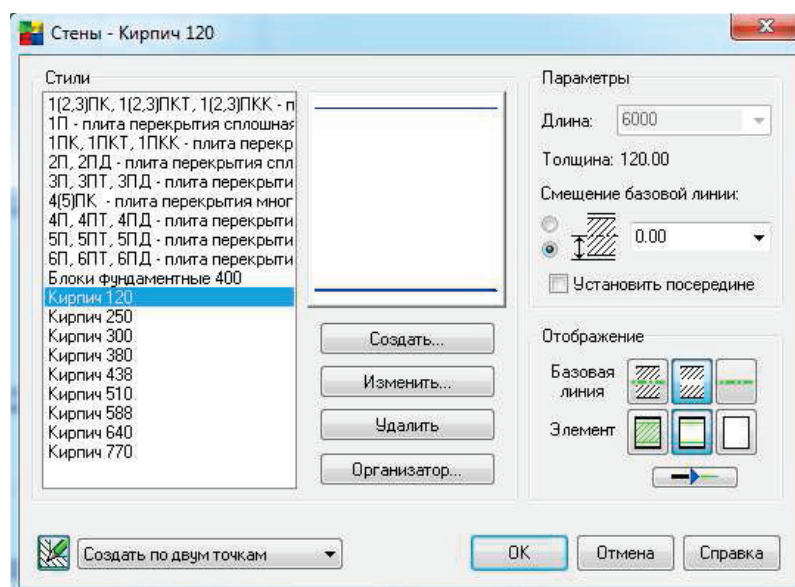 Стены - Кирпич 120
Стили
1(2,3)ПК, 1(2,3)ПКТ, 1(2,3)ПКК - п
1П - плита перекрытия сплошная
1ПК, 1ПКТ, 1ПКК - плита перекр
2П, 2ПД - плита перекрытия спл
3П, 3ПТ, 3ПД - плита перекрыти
4(5)ПК - плита перекрытия мног
4П, 4ПТ, 4ПД - плита перекрыти
5П, 5ПТ, 5ПД - плита перекрыти
6П, 6ПТ, 6ПД - плита перекрыти
Блоки фундаментные 400
Кирпич 120
Кирпич 250
Кирпич 300
Кирпич 380
Кирпич 438
Кирпич 510
Кирпич 588
Кирпич 640
Кирпич 770
Создать...
Изменить...
Удалить
Организатор...
Параметры
Длина: 6000
Толщина: 120.00
Смещение базовой линии:
0.00
Установить посередине
Отображение
Базовая
линия
Элемент
Создать по двум точкам
OK
Отмена
Справка